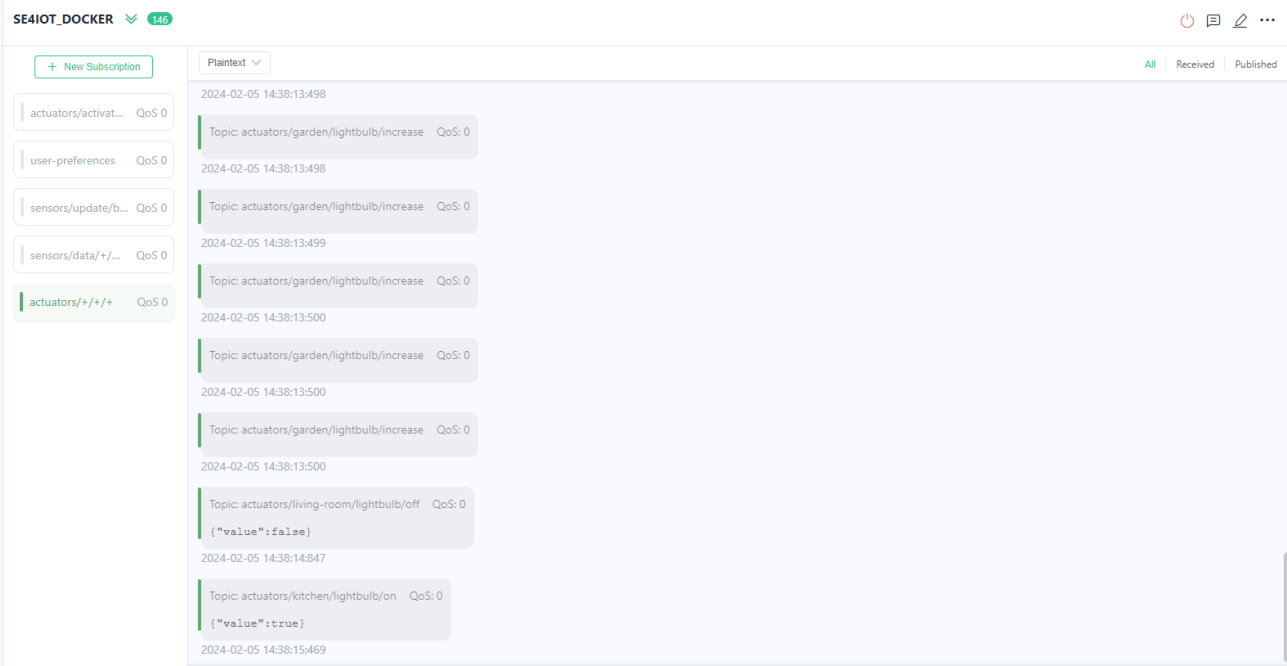 SE4IOT_DOCKER 146
+ New Subscription
Plaintext
All Received Published
actuators/activat... QoS 0
user-preferences QoS 0
sensors/update/b... QoS 0
sensors/data/+/... QoS 0
actuators/+/+/+ QoS 0
2024-02-05 14:38:13:498
Topic: actuators/garden/lightbulb/increase QoS: 0
2024-02-05 14:38:13:498
Topic: actuators/garden/lightbulb/increase QoS: 0
2024-02-05 14:38:13:499
Topic: actuators/garden/lightbulb/increase QoS: 0
2024-02-05 14:38:13:500
Topic: actuators/garden/lightbulb/increase QoS: 0
2024-02-05 14:38:13:500
Topic: actuators/garden/lightbulb/increase QoS: 0
2024-02-05 14:38:13:500
Topic: actuators/living-room/lightbulb/off QoS: 0
{"value":false}
2024-02-05 14:38:14:847
Topic: actuators/kitchen/lightbulb/on QoS: 0
{"value":true}
2024-02-05 14:38:15:469